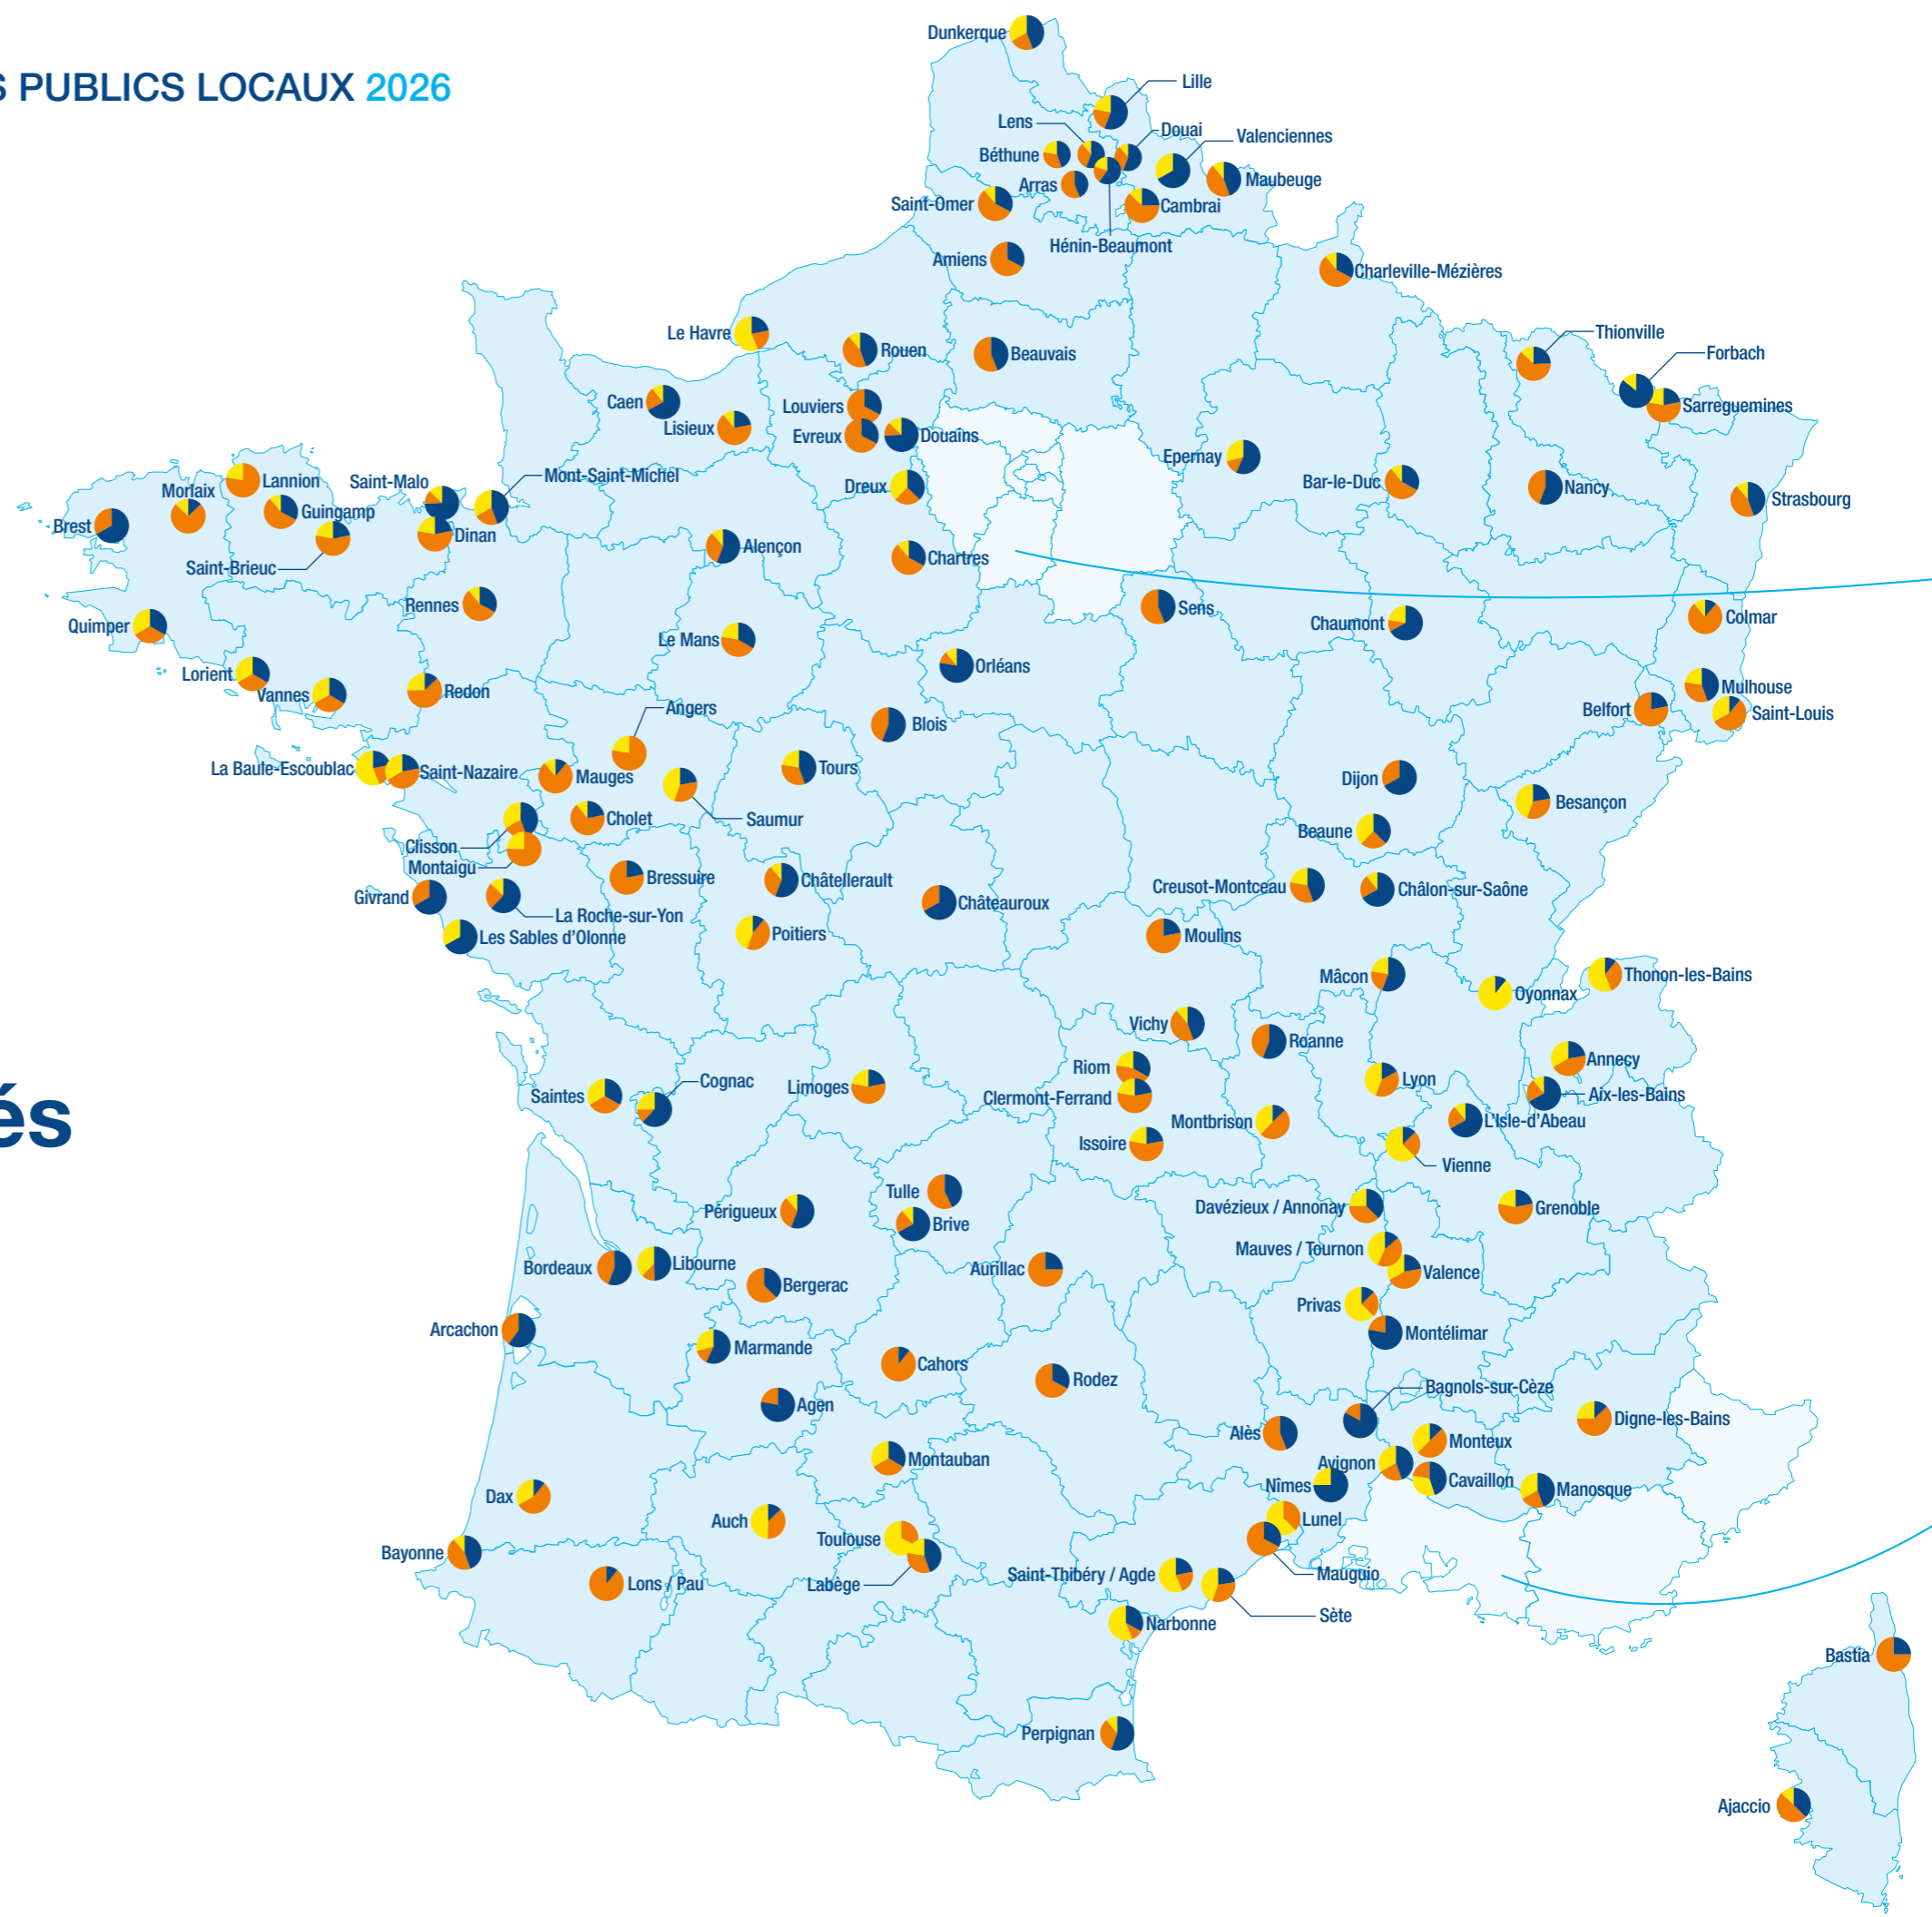 S PUBLICS LOCAUX 2026
Dunkerque
Lille
Lens
Douai
Valenciennes
Béthune
Arras
Maubeuge
Saint-Omer
Cambrai
Hénin-Beaumont
Amiens
Charleville-Mézières
Le Havre
Rouen
Beauvais
Thionville
Forbach
Caen
Louviers
Sarreguemines
Lisieux
Evreux
Douains
Epernay
Mont-Saint-Michel
Saint-Malo
Lannion
Morlaix
Guingamp
Dreux
Bar-le-Duc
Nancy
Strasbourg
Brest
Dinan
Saint-Brieuc
Alençon
Chartres
Rennes
Sens
Chaumont
Colmar
Quimper
Le Mans
Orléans
Lorient
Vannes
Redon
Mulhouse
Belfort
Saint-Louis
Angers
Blois
La Baule-Escoublac
Saint-Nazaire
Mauges
Tours
Dijon
Besançon
Cholet
Saumur
Beaune
Clisson
Montaigu
Bressuire
Châtellerault
Creusot-Montceau
Châlon-sur-Saône
Givrand
La Roche-sur-Yon
Châteauroux
Les Sables d'Olonne
Poitiers
Moulins
Mâcon
Thonon-les-Bains
Oyonnax
Vichy
Roanne
Annecy
Riom
Cognac
Limoges
Lyon
Saintes
Clermont-Ferrand
Aix-les-Bains
és
Montbrison
L'Isle-d'Abeau
Issoire
Vienne
Tulle
Périgueux
Brive
Davézieux / Annonay
Grenoble
Mauves / Tournon
Bordeaux
Libourne
Aurillac
Valence
Bergerac
Privas
Arcachon
Montélimar
Marmande
Cahors
Rodez
Bagnols-sur-Cèze
Agen
Digne-les-Bains
Alès
Monteux
Montauban
Avignon
Cavaillon
Nîmes
Manosque
Dax
Auch
Toulouse
Lunel
Bayonne
Labège
Saint-Thibéry / Agde
Mauguio
Lons / Pau
Sète
Narbonne
Bastia
Perpignan
Ajaccio